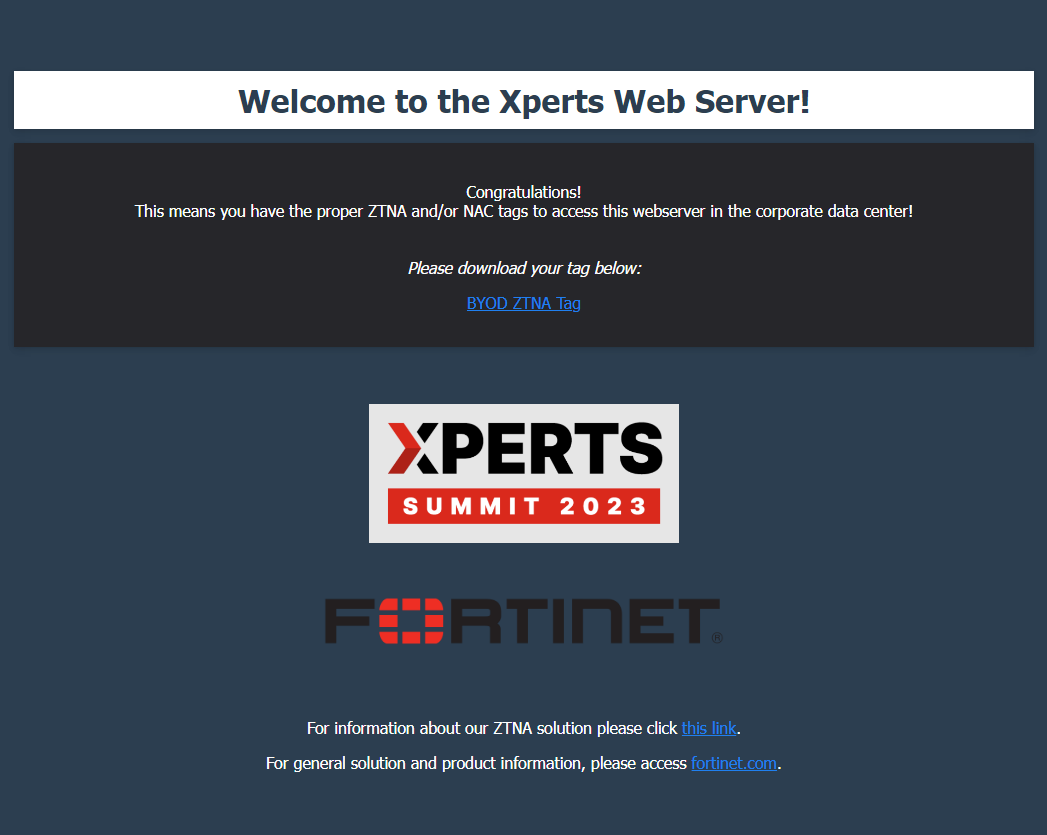 Welcome to the Xperts Web Server!
Congratulations!
This means you have the proper ZTNA and/or NAC tags to access this webserver in the corporate data center!
Please download your tag below:
BYOD ZTNA Tag
XPERTS
SUMMIT 2023
FORTINET®
For information about our ZTNA solution please click this link.
For general solution and product information, please access fortinet.com.